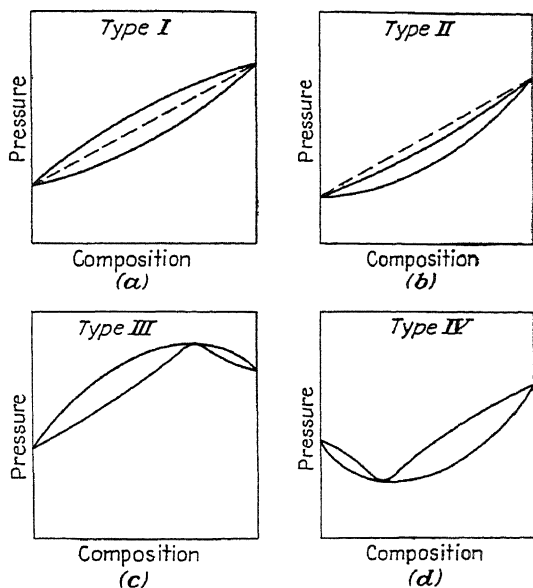 Type I
Pressure
Composition
(a)
Type II
Pressure
Composition
(b)
Type III
Pressure
Composition
(c)
Type IV
Pressure
Composition
(d)